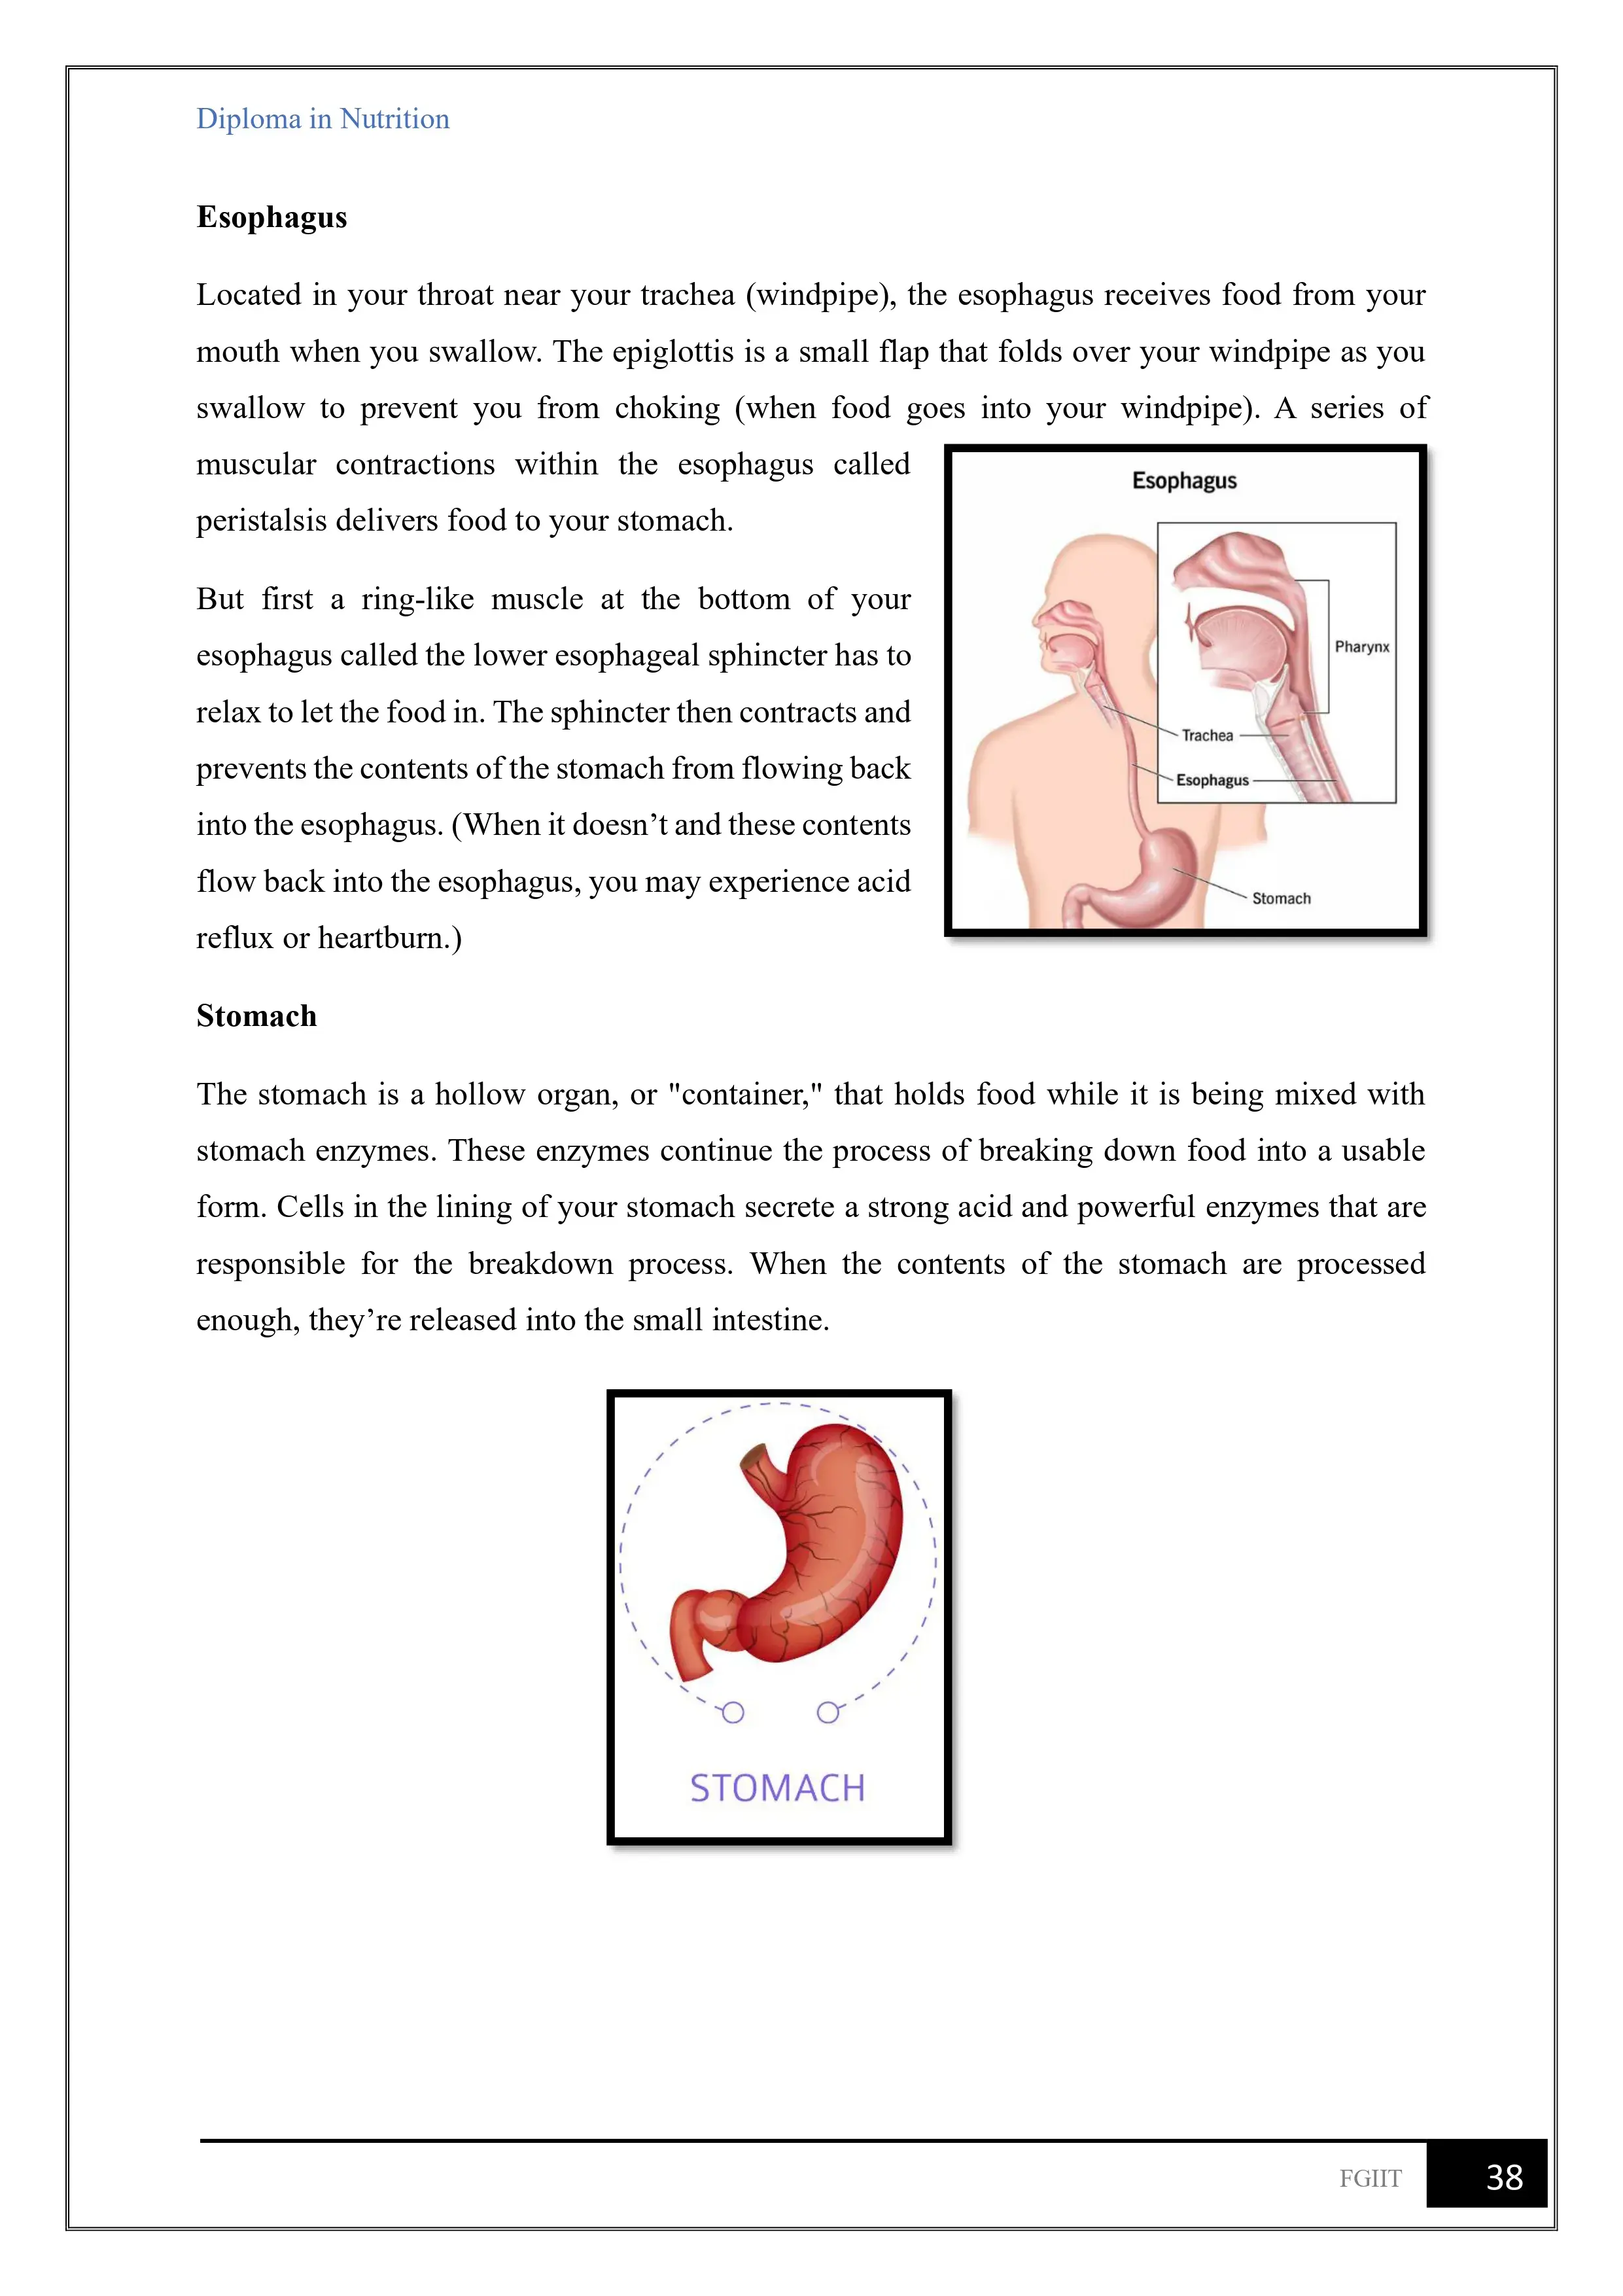 Diploma in Nutrition
Esophagus
Located in your throat near your trachea (windpipe), the esophagus receives food from your
mouth when you swallow. The epiglottis is a small flap that folds over your windpipe as you
swallow to prevent you from choking (when food goes into your windpipe). A series of
muscular contractions within the esophagus called
peristalsis delivers food to your stomach.
But first a ring-like muscle at the bottom of your
esophagus called the lower esophageal sphincter has to
relax to let the food in. The sphincter then contracts and
prevents the contents of the stomach from flowing back
into the esophagus. (When it doesn’t and these contents
flow back into the esophagus, you may experience acid
reflux or heartburn.)
Esophagus
Pharynx
Trachea
Esophagus
Stomach
Stomach
The stomach is a hollow organ, or "container," that holds food while it is being mixed with
stomach enzymes. These enzymes continue the process of breaking down food into a usable
form. Cells in the lining of your stomach secrete a strong acid and powerful enzymes that are
responsible for the breakdown process. When the contents of the stomach are processed
enough, they’re released into the small intestine.
STOMACH
FGIIT
38